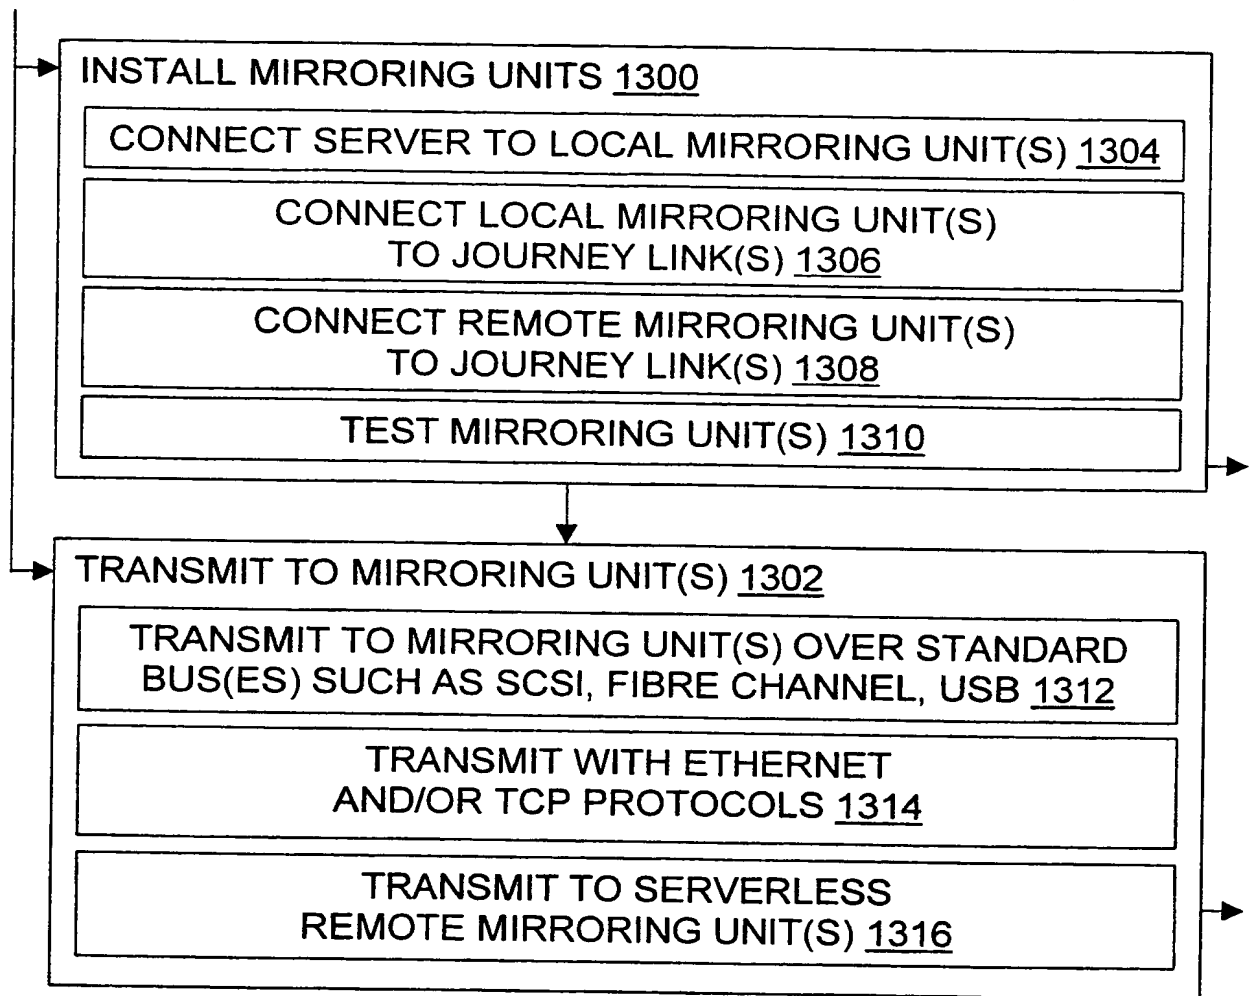 INSTALL MIRRORING UNITS 1300
CONNECT SERVER TO LOCAL MIRRORING UNIT(S) 1304
CONNECT LOCAL MIRRORING UNIT(S)
TO JOURNEY LINK(S) 1306
CONNECT REMOTE MIRRORING UNIT(S)
TO JOURNEY LINK(S) 1308
TEST MIRRORING UNIT(S) 1310
TRANSMIT TO MIRRORING UNIT(S) 1302
TRANSMIT TO MIRRORING UNIT(S) OVER STANDARD
BUS(ES) SUCH AS SCSI, FIBRE CHANNEL, USB 1312
TRANSMIT WITH ETHERNET
AND/OR TCP PROTOCOLS 1314
TRANSMIT TO SERVERLESS
REMOTE MIRRORING UNIT(S) 1316